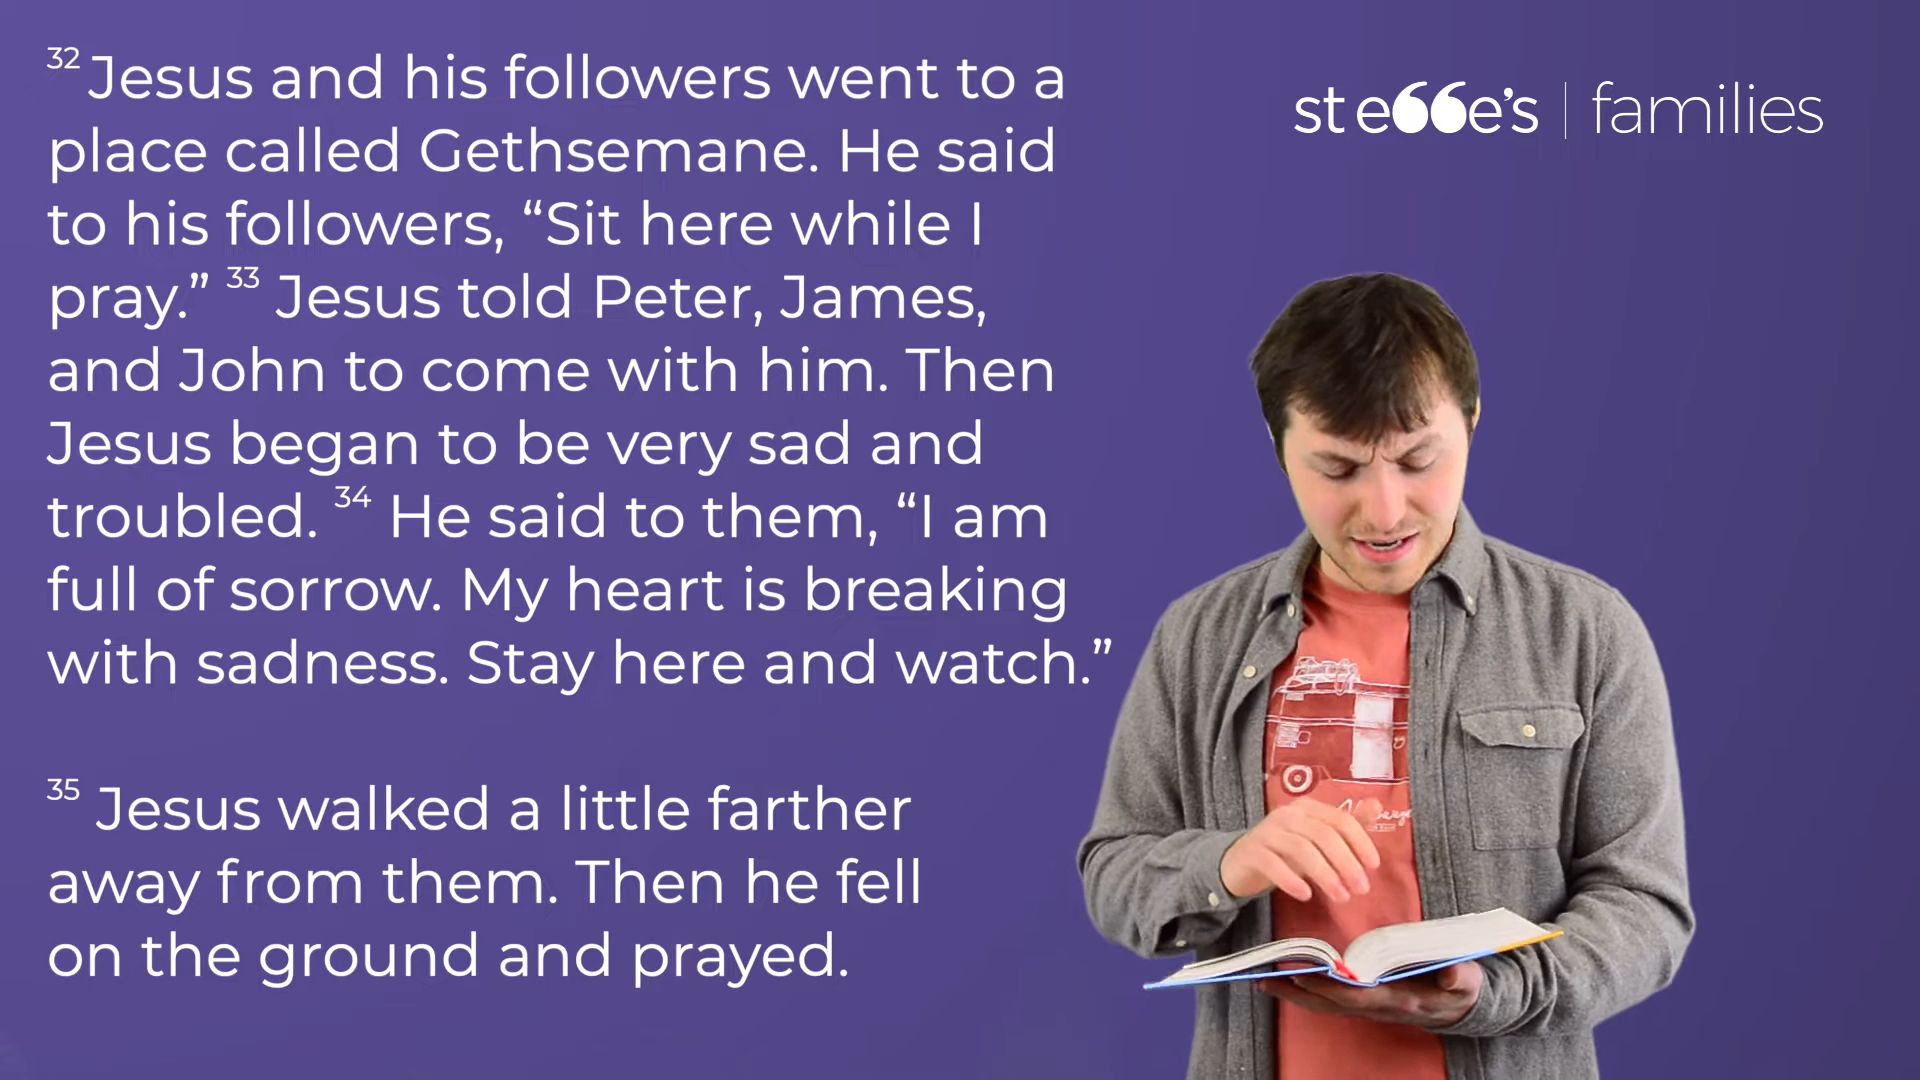 32 Jesus and his followers went to a
place called Gethsemane. He said
to his followers, “Sit here while I
pray.” 33 Jesus told Peter, James,
and John to come with him. Then
Jesus began to be very sad and
troubled. 34 He said to them, “I am
full of sorrow. My heart is breaking
with sadness. Stay here and watch.”
35 Jesus walked a little farther
away from them. Then he fell
on the ground and prayed.
st ebbe’s | families